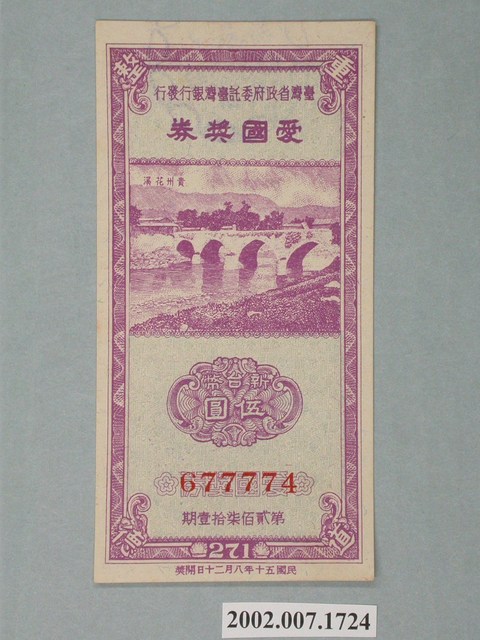 臺灣省政府委託臺灣銀行發行
愛國獎券
貴州花溪
新台幣
伍圓
677774
第貳佰柒拾壹期
271
民國五十年八月十二日開獎
2002.007.1724